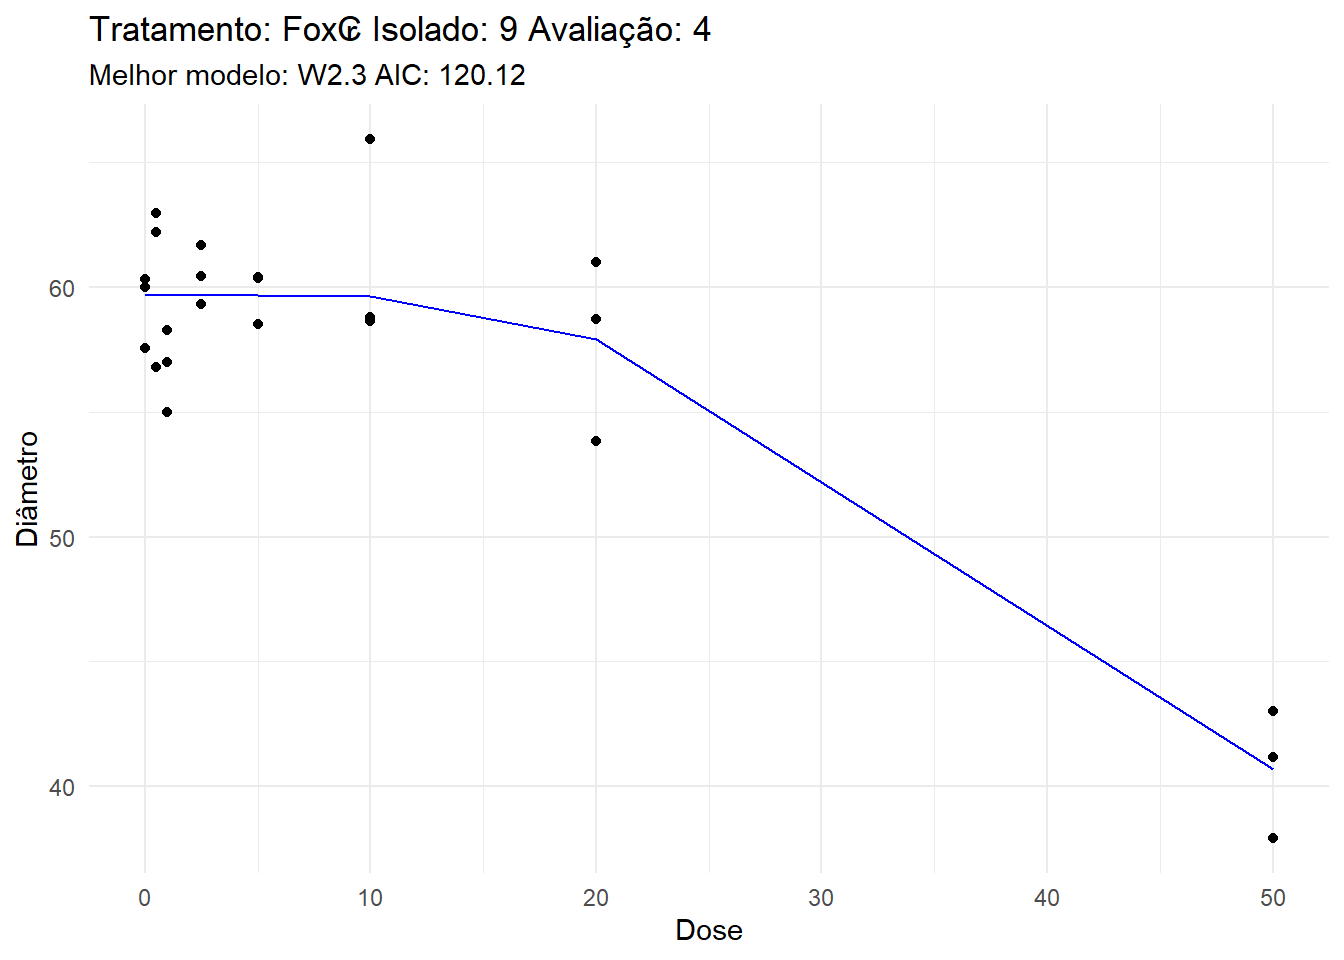 Tratamento: Fox₢ Isolado: 9 Avaliação: 4
Melhor modelo: W2.3 AIC: 120.12
Diâmetro
60
50
40
0 10 20 30 40 50
Dose